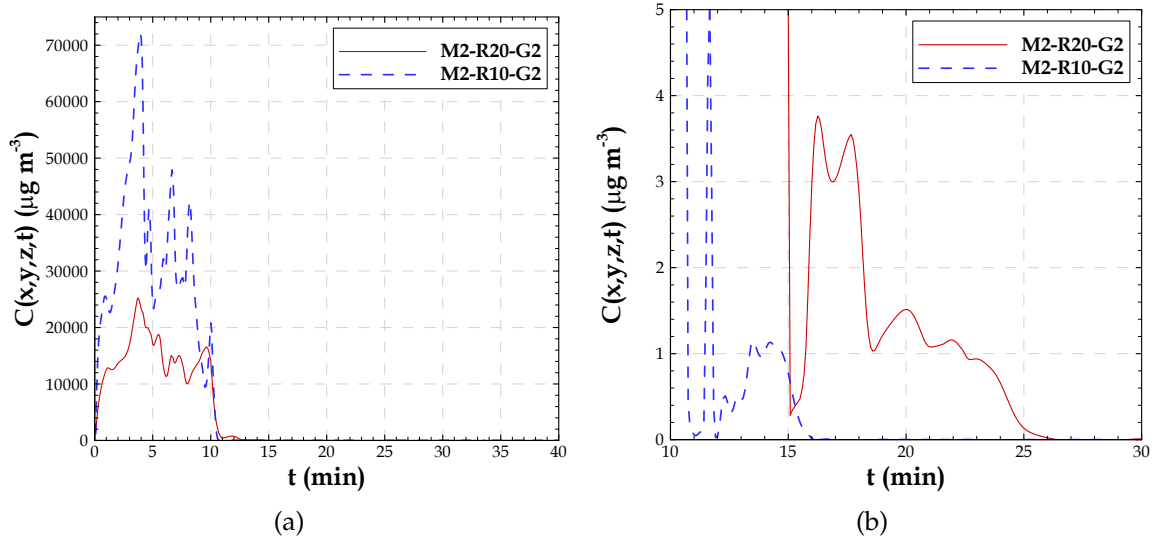 C(x,y,z,t) (µg m-3)
70000
60000
50000
40000
30000
20000
10000
0
M2-R20-G2
M2-R10-G2
0 5 10 15 20 25 30 35 40
t (min)
(a)
C(x,y,z,t) (µg m-3)
5
4
3
2
1
0
M2-R20-G2
M2-R10-G2
10 15 20 25 30
t (min)
(b)